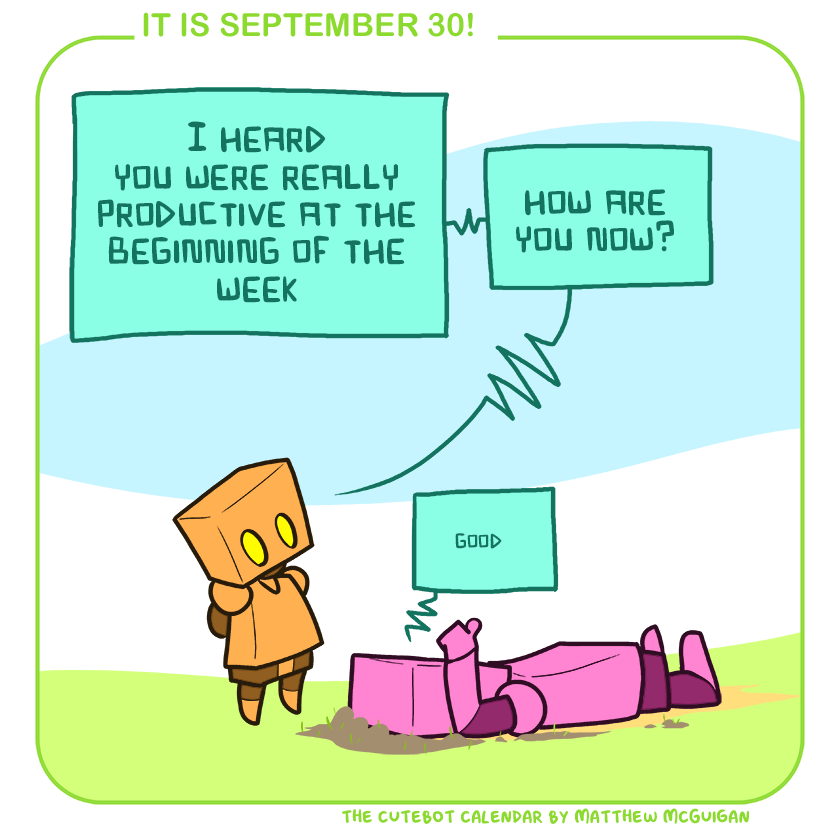 IT IS SEPTEMBER 30!
I HEARD
YOU WERE REALLY
PRODUCTIVE AT THE
BEGINNING OF THE
WEEK
HOW ARE
YOU NOW?
GOOD
THE CUTEBOT CALENDAR BY MATTHEW MCGUIGAN